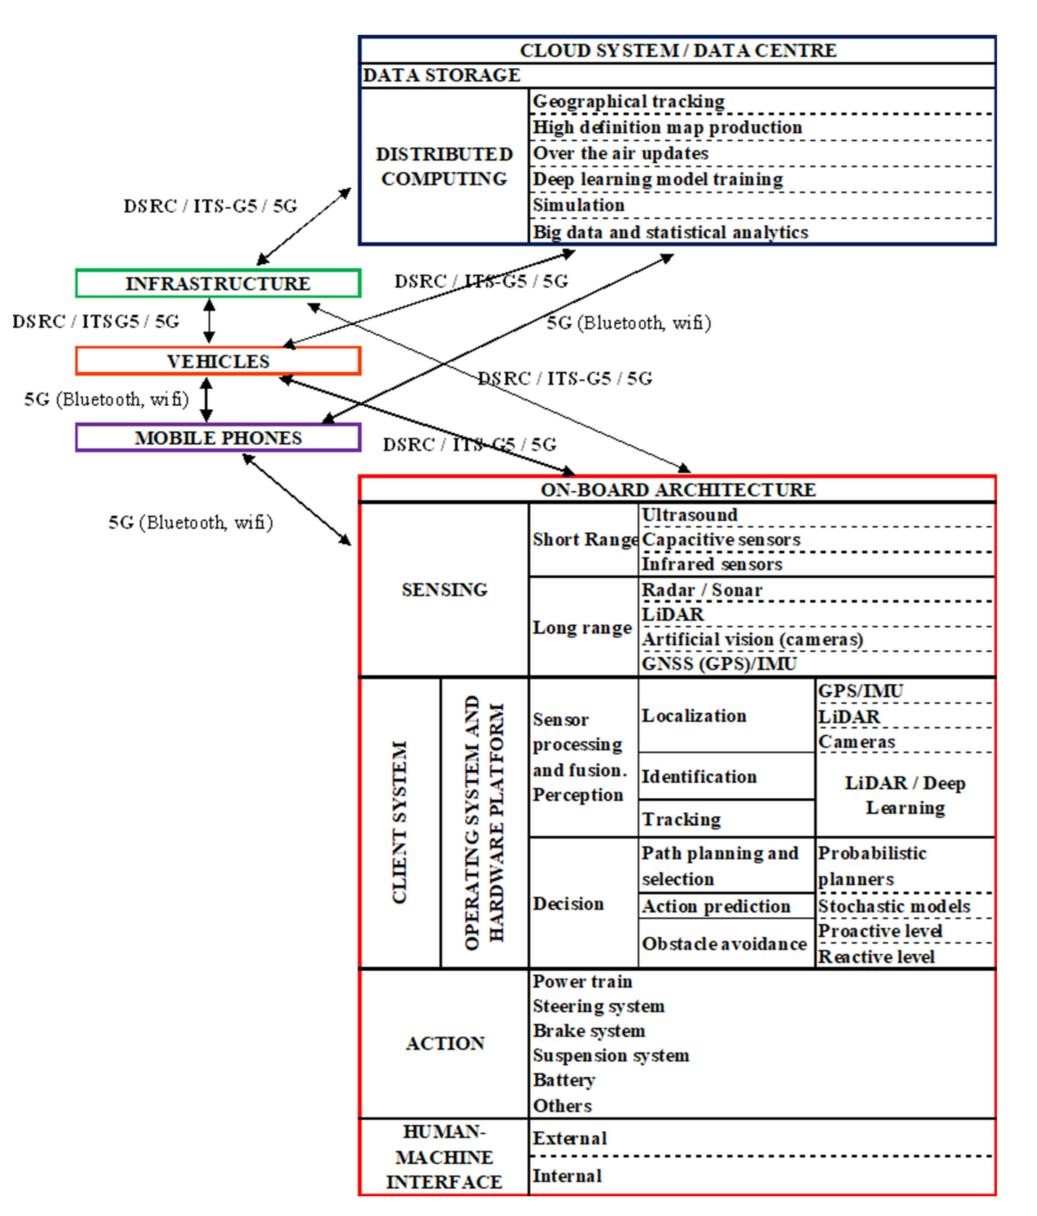 CLOUD SYSTEM / DATA CENTRE
DATA STORAGE
DISTRIBUTED
COMPUTING
Geographical tracking
High definition map production
Over the air updates
Deep learning model training
Simulation
Big data and statistical analytics
DSRC / ITS-G5 / 5G
INFRASTRUCTURE
DSRC / ITS-G5 / 5G
DSRC / ITSG5 / 5G
5G (Bluetooth, wifi)
VEHICLES
DSRC / ITS-G5 / 5G
5G (Bluetooth, wifi)
MOBILE PHONES
DSRC / ITS-G5 / 5G
5G (Bluetooth, wifi)
ON-BOARD ARCHITECTURE
SENSING
Short Range
Ultrasound
Capacitive sensors
Infrared sensors
Long range
Radar / Sonar
LiDAR
Artificial vision (cameras)
GNSS (GPS)/IMU
CLIENT SYSTEM
OPERATING SYSTEM AND
HARDWARE PLATFORM
Sensor
processing
and fusion.
Perception
Localization
GPS/IMU
LiDAR
Cameras
Identification
Tracking
LiDAR / Deep
Learning
Decision
Path planning and
selection
Probabilistic
planners
Action prediction
Stochastic models
Obstacle avoidance
Proactive level
Reactive level
ACTION
Power train
Steering system
Brake system
Suspension system
Battery
Others
HUMAN-
MACHINE
INTERFACE
External
Internal